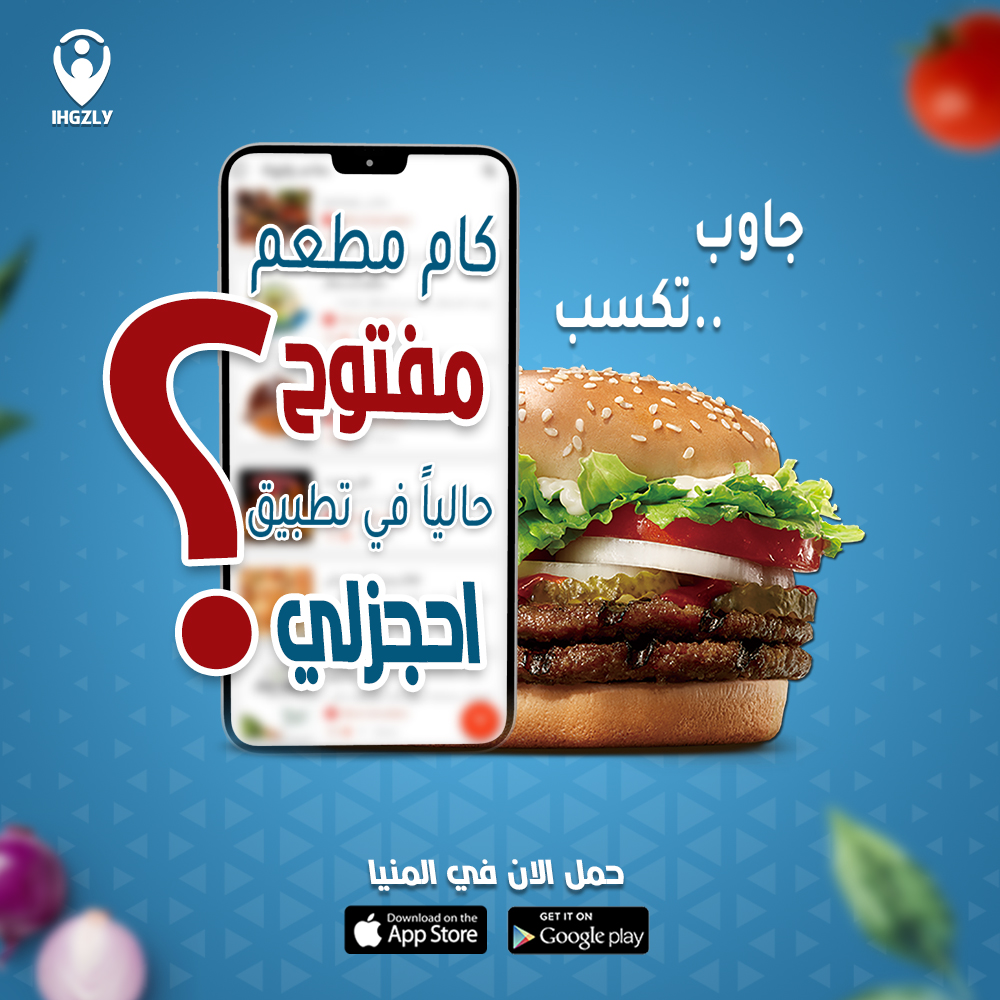 IHGZLY
جاوب
تكسب..
كام مطعم
مفتوح
حالياً في تطبيق
احجزلي
؟
حمل الان في المنيا
Download on the
App Store
GET IT ON
Google play